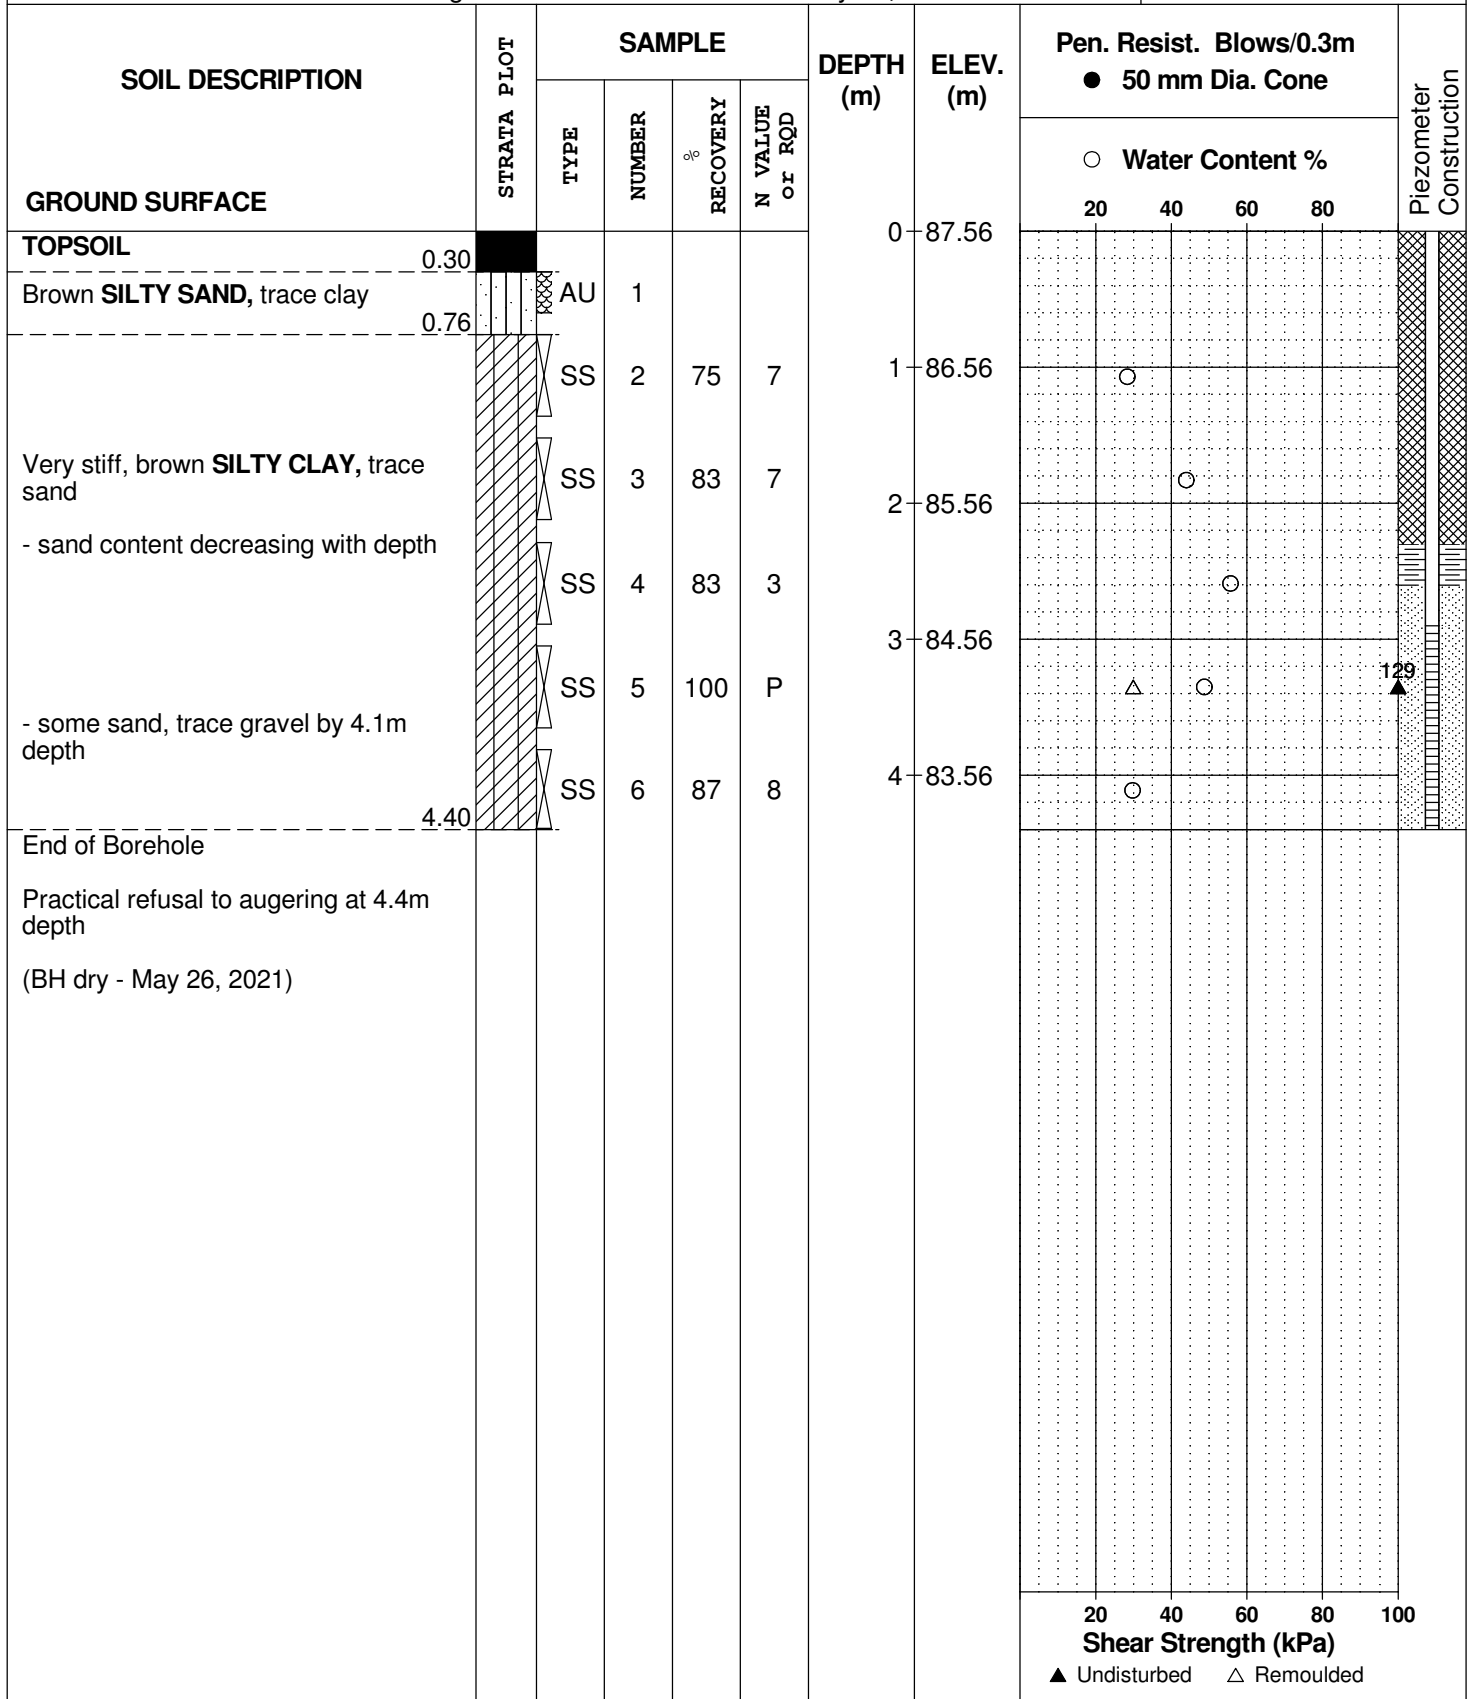 SOIL DESCRIPTION
GROUND SURFACE
STRATA PLOT
SAMPLE
TYPE
NUMBER
%
RECOVERY
N VALUE
or RQD
DEPTH
(m)
ELEV.
(m)
Pen. Resist. Blows/0.3m
● 50 mm Dia. Cone
○ Water Content %
20 40 60 80
Piezometer
Construction
0 87.56
TOPSOIL
0.30
Brown SILTY SAND, trace clay
AU 1
0.76
SS 2 75 7
1 86.56
Very stiff, brown SILTY CLAY, trace
sand
SS 3 83 7
2 85.56
- sand content decreasing with depth
SS 4 83 3
3 84.56
129
SS 5 100 P
- some sand, trace gravel by 4.1m
depth
4 83.56
SS 6 87 8
4.40
End of Borehole
Practical refusal to augering at 4.4m
depth
(BH dry - May 26, 2021)
20 40 60 80 100
Shear Strength (kPa)
▲ Undisturbed △ Remoulded